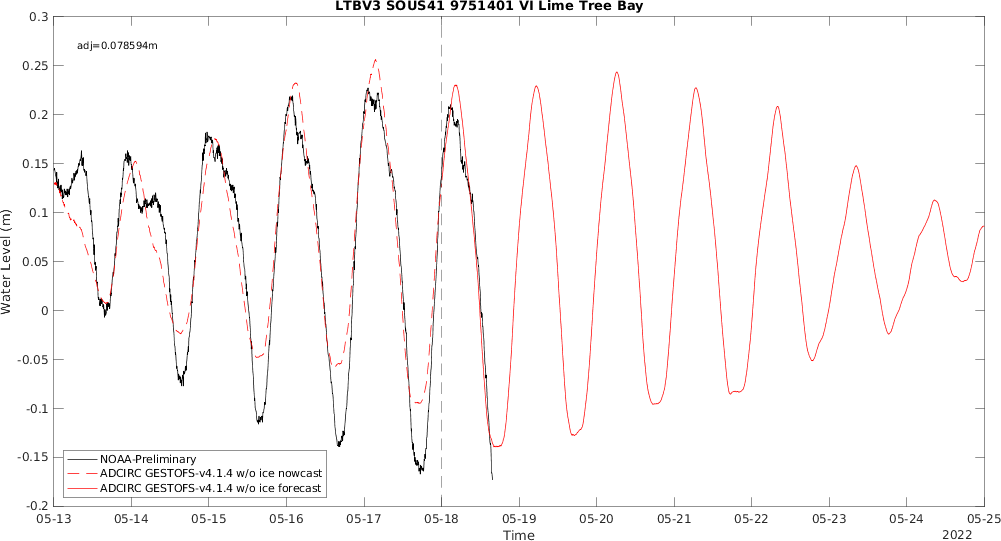 LTBV3 SOUS41 9751401 VI Lime Tree Bay
adj=0.078594m
Water Level (m)
0.3
0.25
0.2
0.15
0.1
0.05
0
-0.05
-0.1
-0.15
-0.2
NOAA-Preliminary
ADCIRC GESTOFS-v4.1.4 w/o ice nowcast
ADCIRC GESTOFS-v4.1.4 w/o ice forecast
05-13 05-14 05-15 05-16 05-17 05-18 05-19 05-20 05-21 05-22 05-23 05-24 05-25
Time
2022